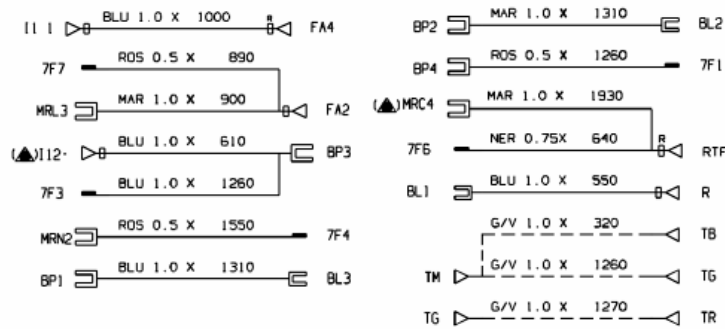 I1 1 BLU 1.0 X 1000 R FA4
7F7 ROS 0.5 X 890
MRL3 MAR 1.0 X 900 FA2
(▲)I12- BLU 1.0 X 610 BP3
7F3 BLU 1.0 X 1260
MRN2 ROS 0.5 X 1550 7F4
BP1 BLU 1.0 X 1310 BL3
BP2 MAR 1.0 X 1310 BL2
BP4 ROS 0.5 X 1260 7F1
(▲)MRC4 MAR 1.0 X 1930
7F6 NER 0.75X 640 R RTF
BL1 BLU 1.0 X 550 R
G/V 1.0 X 320 TB
TM G/V 1.0 X 1260 TG
TG G/V 1.0 X 1270 TR